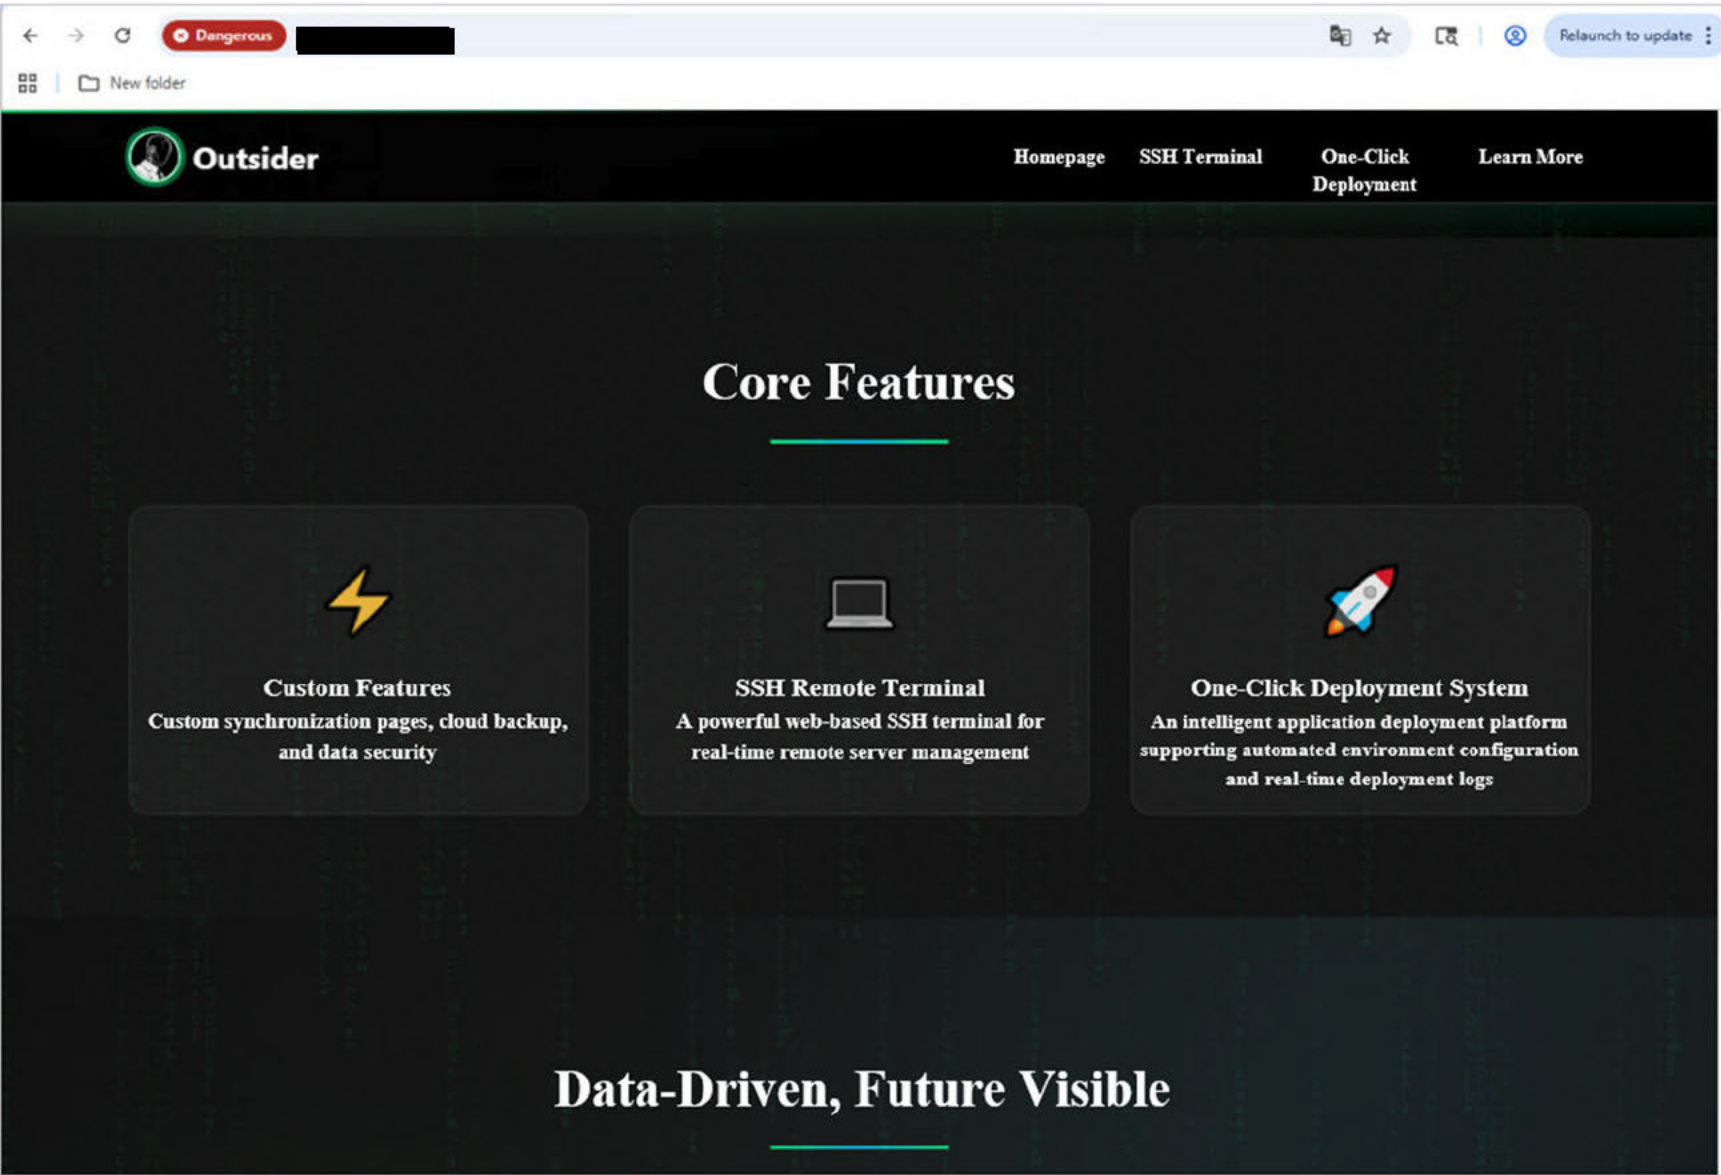 Dangerous
Relaunch to update
New folder
Outsider
Homepage
SSH Terminal
One-Click
Deployment
Learn More
Core Features
Custom Features
Custom synchronization pages, cloud backup,
and data security
SSH Remote Terminal
A powerful web-based SSH terminal for
real-time remote server management
One-Click Deployment System
An intelligent application deployment platform
supporting automated environment configuration
and real-time deployment logs
Data-Driven, Future Visible